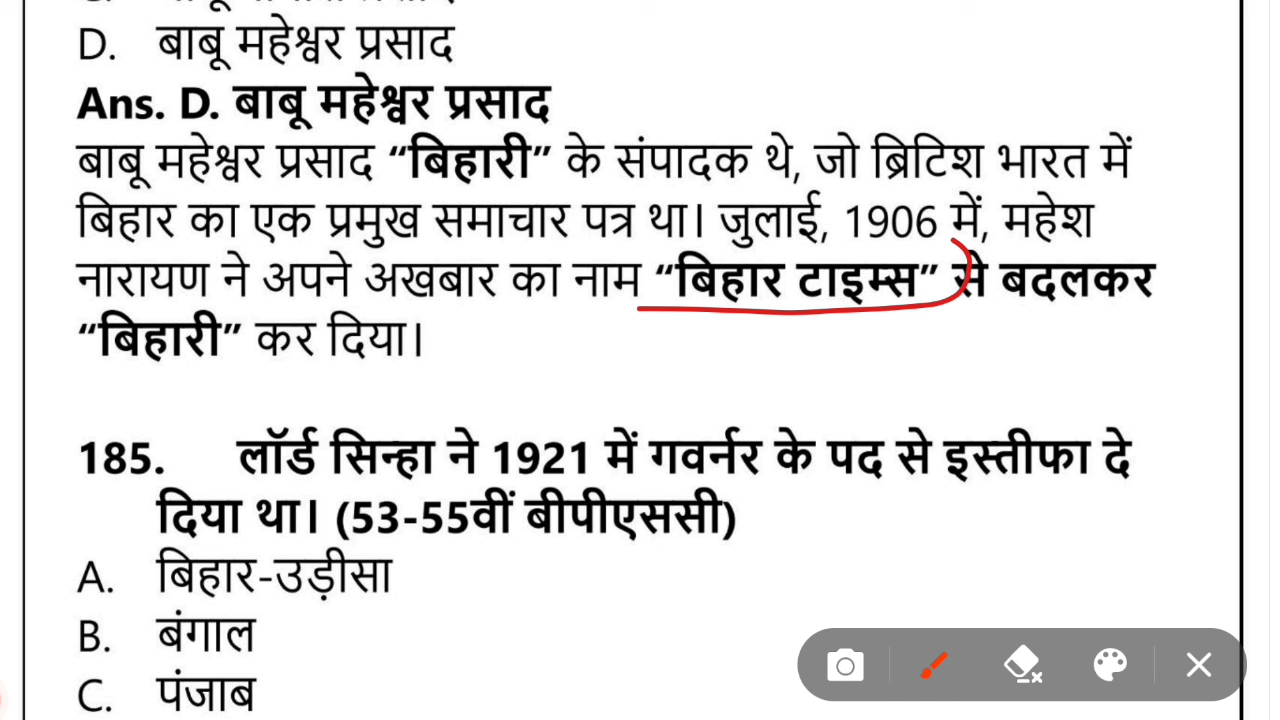 D. बाबू महेश्वर प्रसाद
Ans. D. बाबू महेश्वर प्रसाद
बाबू महेश्वर प्रसाद “बिहारी” के संपादक थे, जो ब्रिटिश भारत में
बिहार का एक प्रमुख समाचार पत्र था। जुलाई, 1906 में, महेश
नारायण ने अपने अखबार का नाम “बिहार टाइम्स” से बदलकर
“बिहारी” कर दिया।
185. लॉर्ड सिन्हा ने 1921 में गवर्नर के पद से इस्तीफा दे
दिया था। (53-55वीं बीपीएससी)
A. बिहार-उड़ीसा
B. बंगाल
C. पंजाब